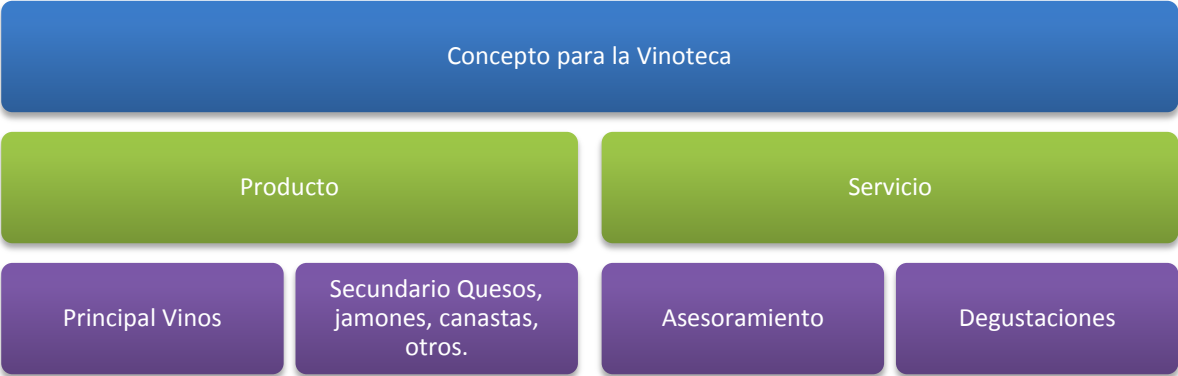 Concepto para la Vinoteca
Producto
Servicio
Principal Vinos
Secundario Quesos,
jamones, canastas,
otros.
Asesoramiento
Degustaciones